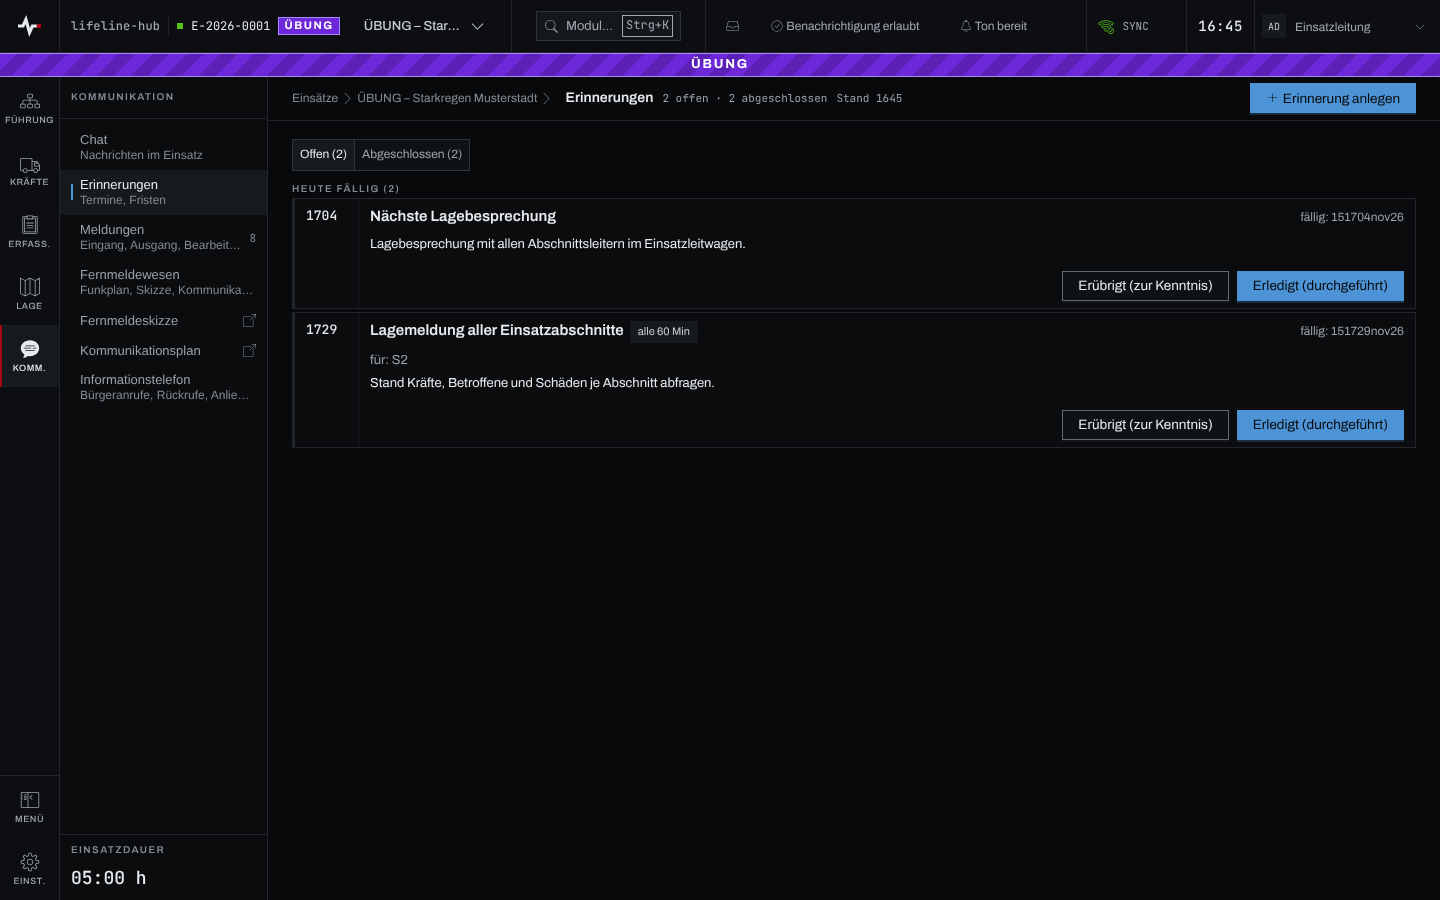 lifeline-hub
E-2026-0001 ÜBUNG
ÜBUNG – Star...
Modul... Strg+K
Benachrichtigung erlaubt
Ton bereit
SYNC
16:45
AD Einsatzleitung
ÜBUNG
FÜHRUNG
KRÄFTE
ERFASS.
LAGE
KOMM.
MENÜ
EINST.
KOMMUNIKATION
Chat
Nachrichten im Einsatz
Erinnerungen
Termine, Fristen
Meldungen
Eingang, Ausgang, Bearbeit... 8
Fernmeldewesen
Funkplan, Skizze, Kommunika...
Fernmeldeskizze
Kommunikationsplan
Informationstelefon
Bürgeranrufe, Rückrufe, Anlie...
EINSATZDAUER
05:00 h
Einsätze > ÜBUNG – Starkregen Musterstadt > Erinnerungen 2 offen · 2 abgeschlossen Stand 1645
+ Erinnerung anlegen
Offen (2) Abgeschlossen (2)
HEUTE FÄLLIG (2)
1704 Nächste Lagebesprechung fällig: 151704nov26
Lagebesprechung mit allen Abschnittsleitern im Einsatzleitwagen.
Erübrigt (zur Kenntnis) Erledigt (durchgeführt)
1729 Lagemeldung aller Einsatzabschnitte alle 60 Min fällig: 151729nov26
für: S2
Stand Kräfte, Betroffene und Schäden je Abschnitt abfragen.
Erübrigt (zur Kenntnis) Erledigt (durchgeführt)